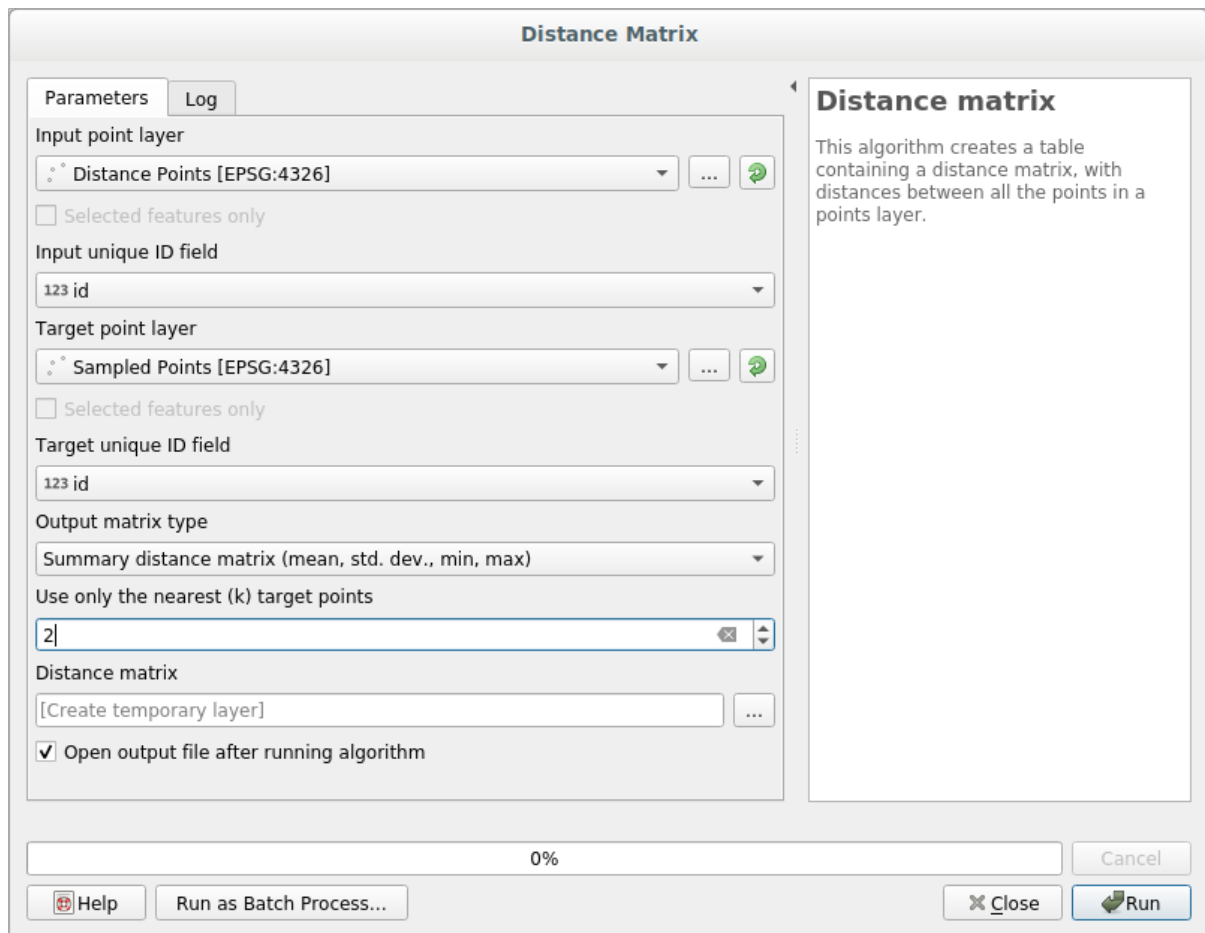 Distance Matrix
Parameters
Log
Input point layer
Distance Points [EPSG:4326]
...
Selected features only
Input unique ID field
123 id
Target point layer
Sampled Points [EPSG:4326]
...
Selected features only
Target unique ID field
123 id
Output matrix type
Summary distance matrix (mean, std. dev., min, max)
Use only the nearest (k) target points
2
Distance matrix
[Create temporary layer]
...
Open output file after running algorithm
Distance matrix
This algorithm creates a table
containing a distance matrix, with
distances between all the points in a
points layer.
0%
Cancel
Help
Run as Batch Process...
Close
Run